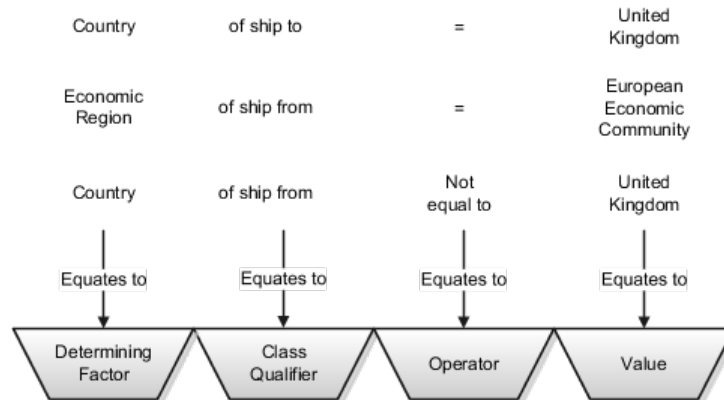 Country of ship to = United
Kingdom
Economic
Region of ship from = European
Economic
Community
Country of ship from Not
equal to United
Kingdom
Equates to Equates to Equates to Equates to
Determining
Factor Class
Qualifier Operator Value